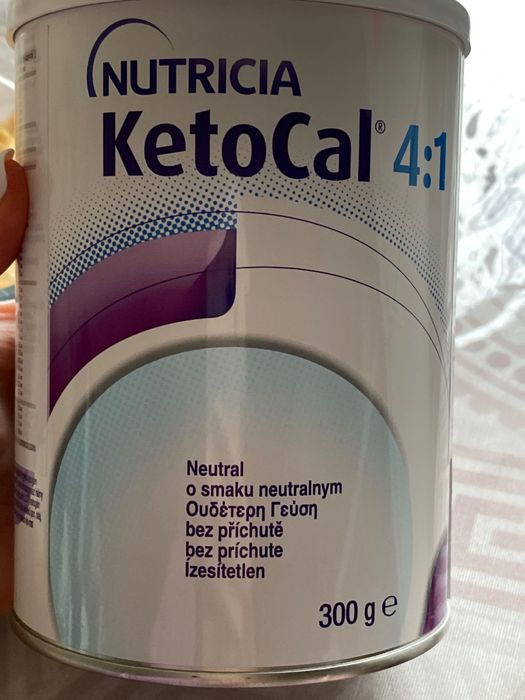 NUTRICIA
KetoCal® 4:1
Neutral
o smaku neutralnym
Ουδέτερη Γεύση
bez příchutě
bez príchute
Ízesítetlen
300 g ℮